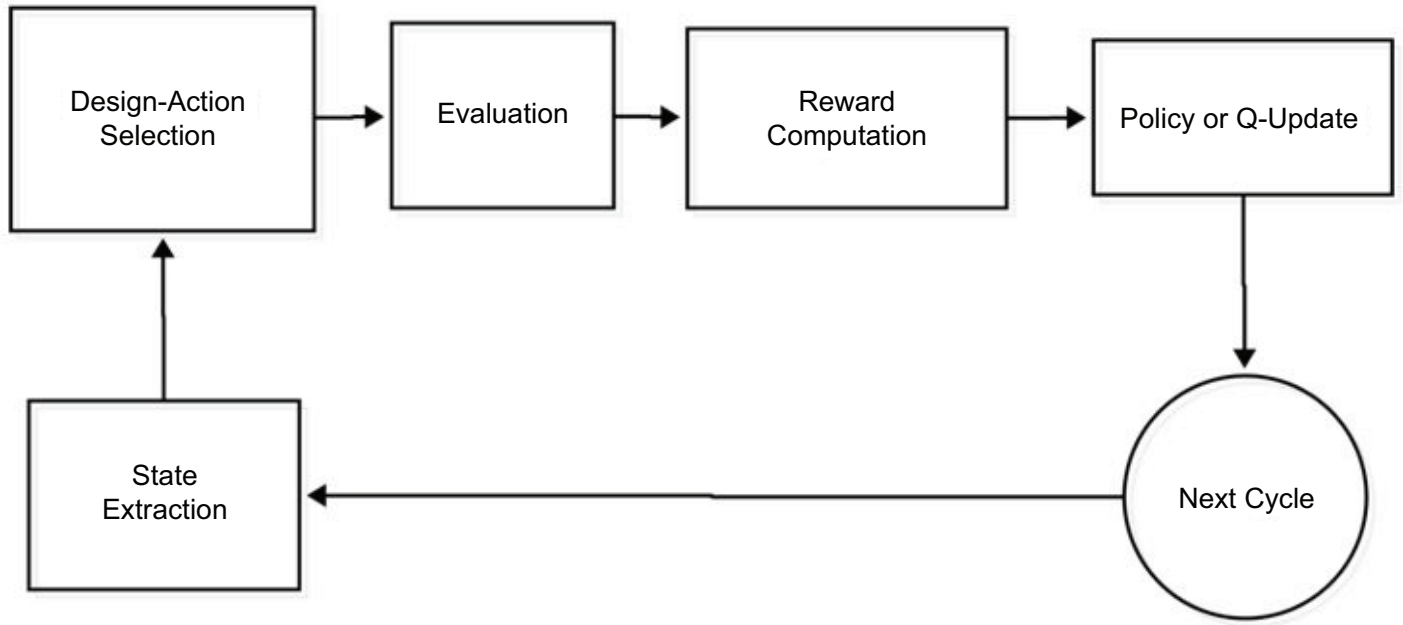 Design-Action
Selection
Evaluation
Reward
Computation
Policy or Q-Update
State
Extraction
Next Cycle